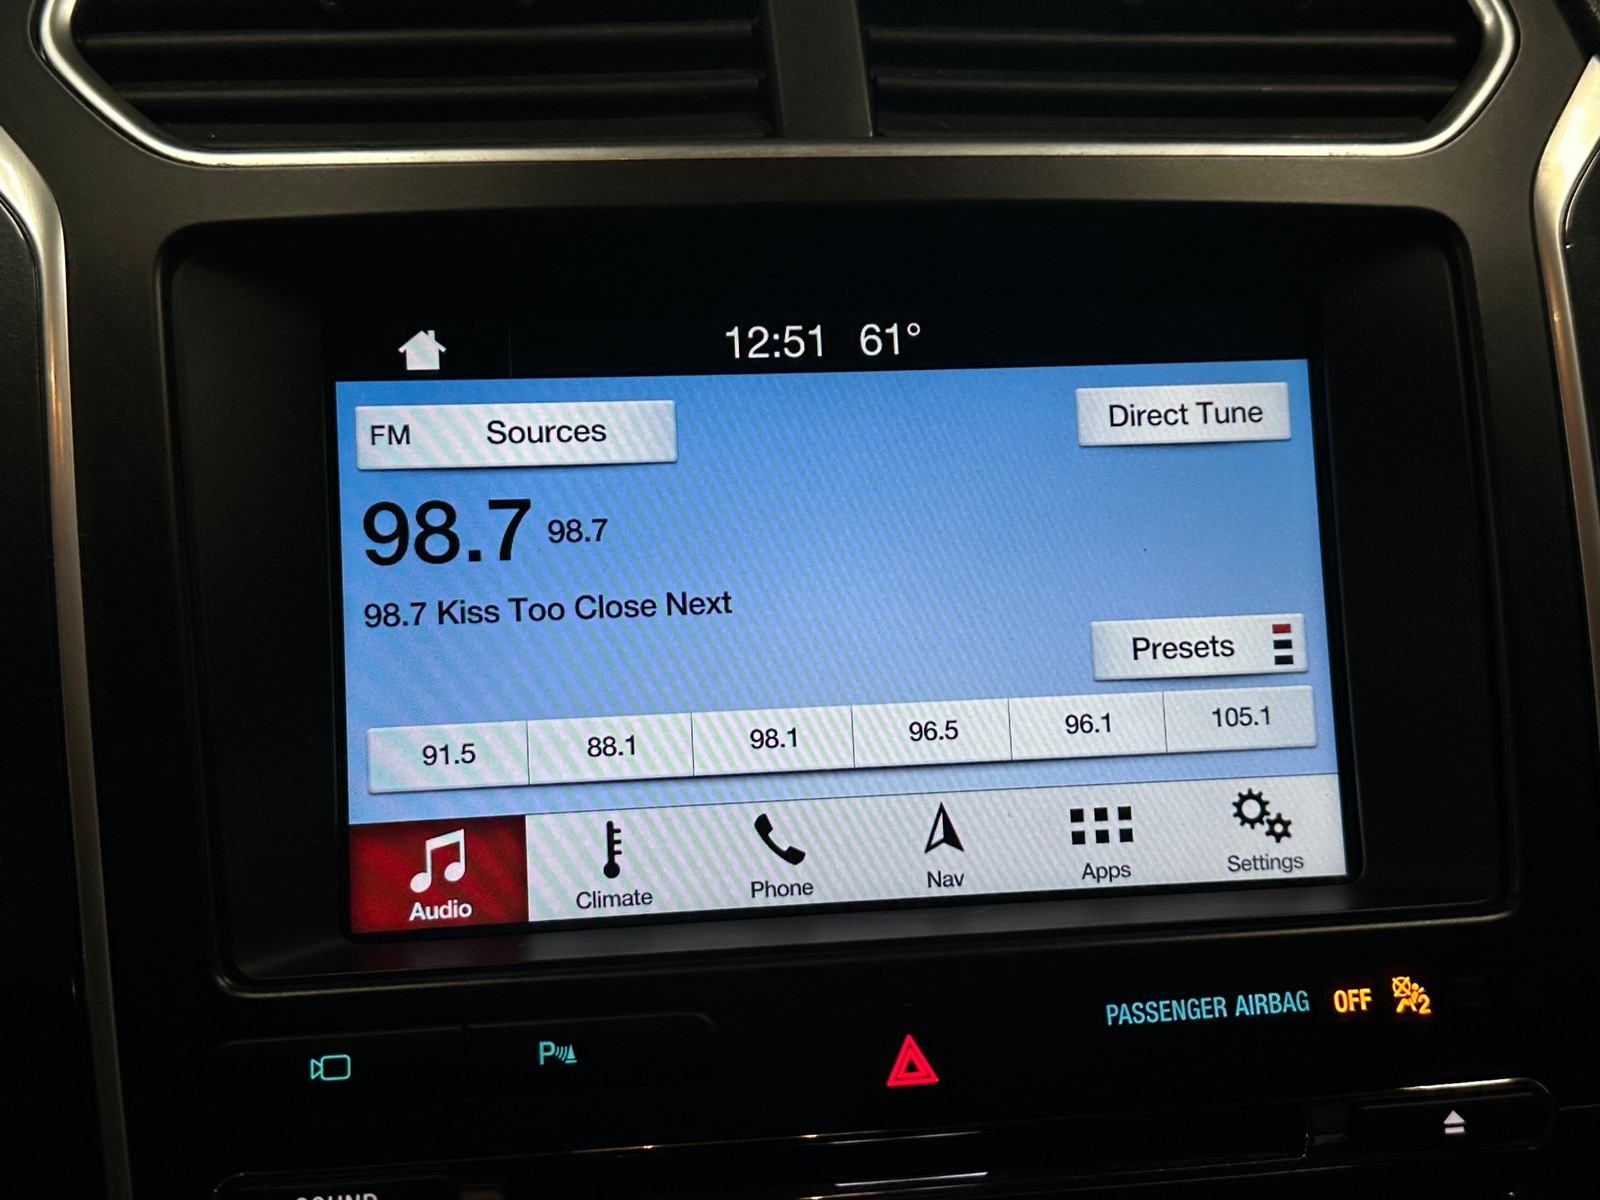 12:51 61°
FM Sources
Direct Tune
98.7 98.7
98.7 Kiss Too Close Next
Presets
91.5 88.1 98.1 96.5 96.1 105.1
Audio Climate Phone Nav Apps Settings
PASSENGER AIRBAG OFF 2
P
SOUND